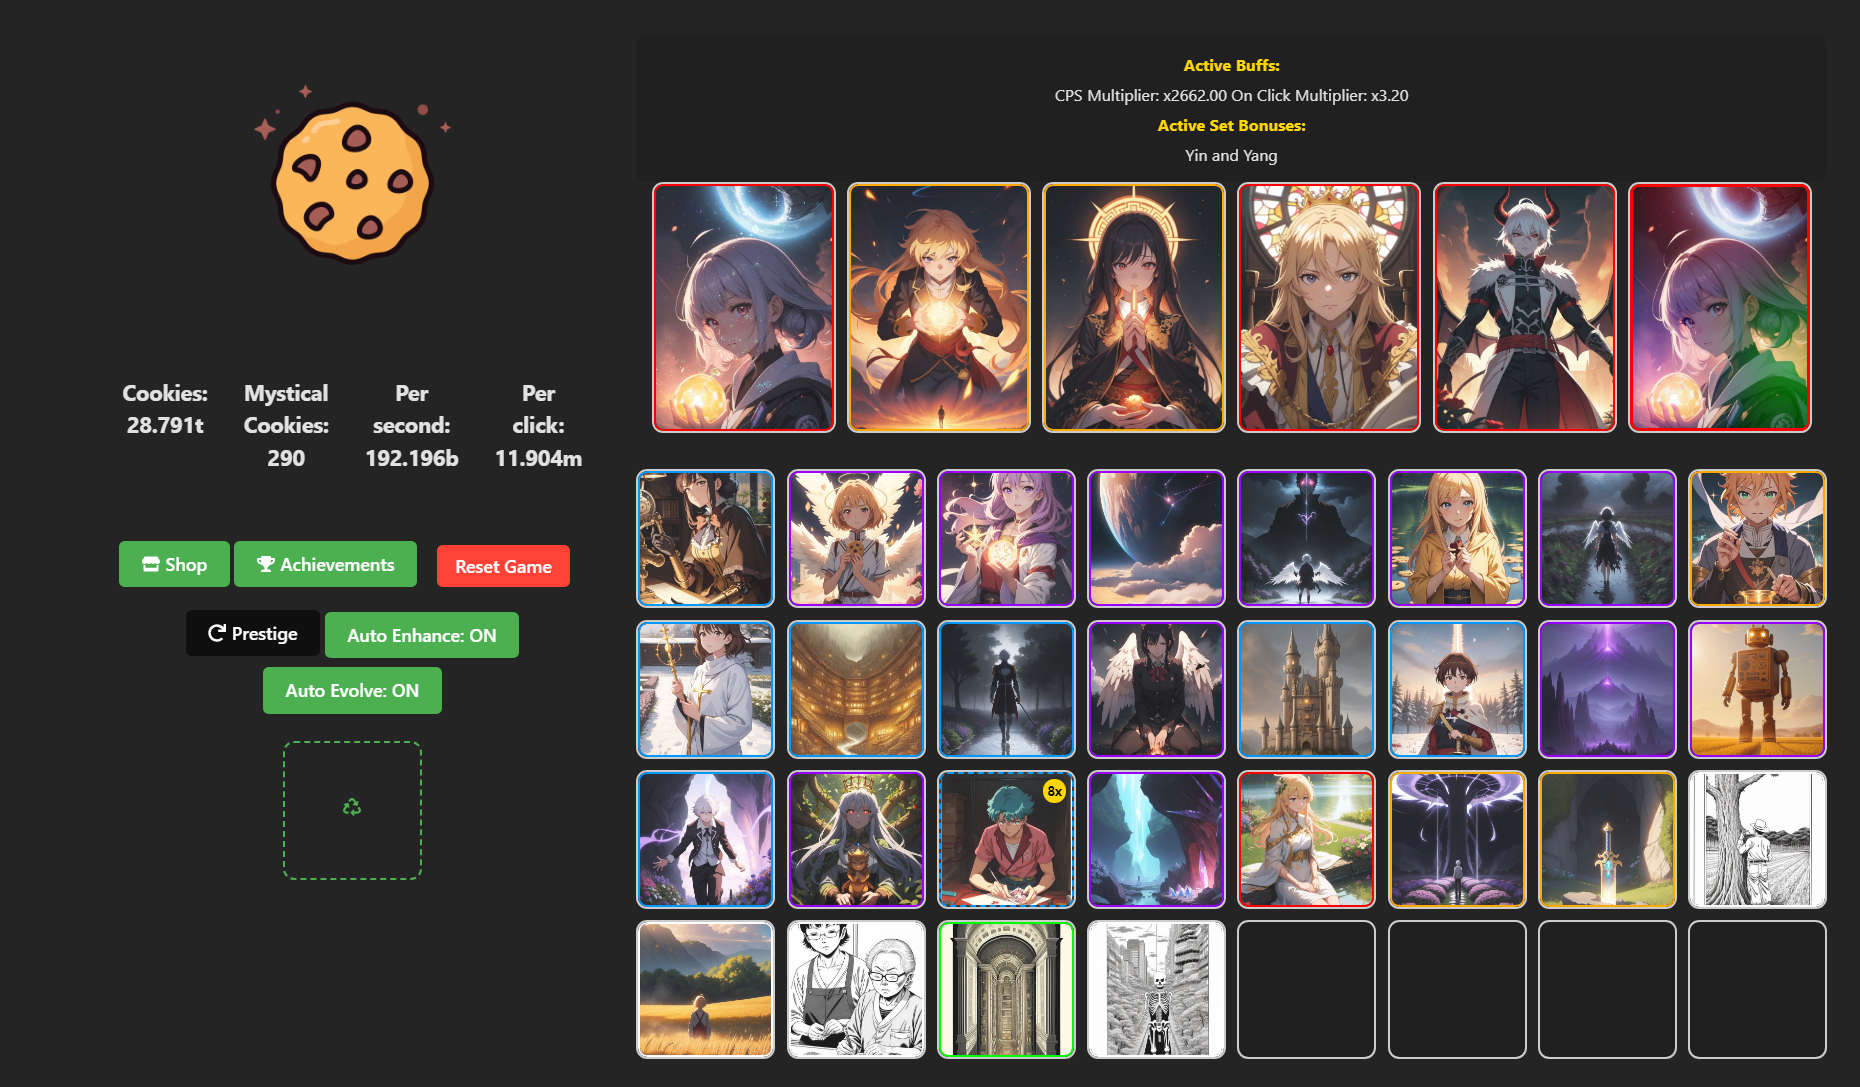 Active Buffs:
CPS Multiplier: x2662.00 On Click Multiplier: x3.20
Active Set Bonuses:
Yin and Yang
Cookies:
28.791t
Mystical
Cookies:
290
Per
second:
192.196b
Per
click:
11.904m
Shop
Achievements
Reset Game
Prestige
Auto Enhance: ON
Auto Evolve: ON
8x